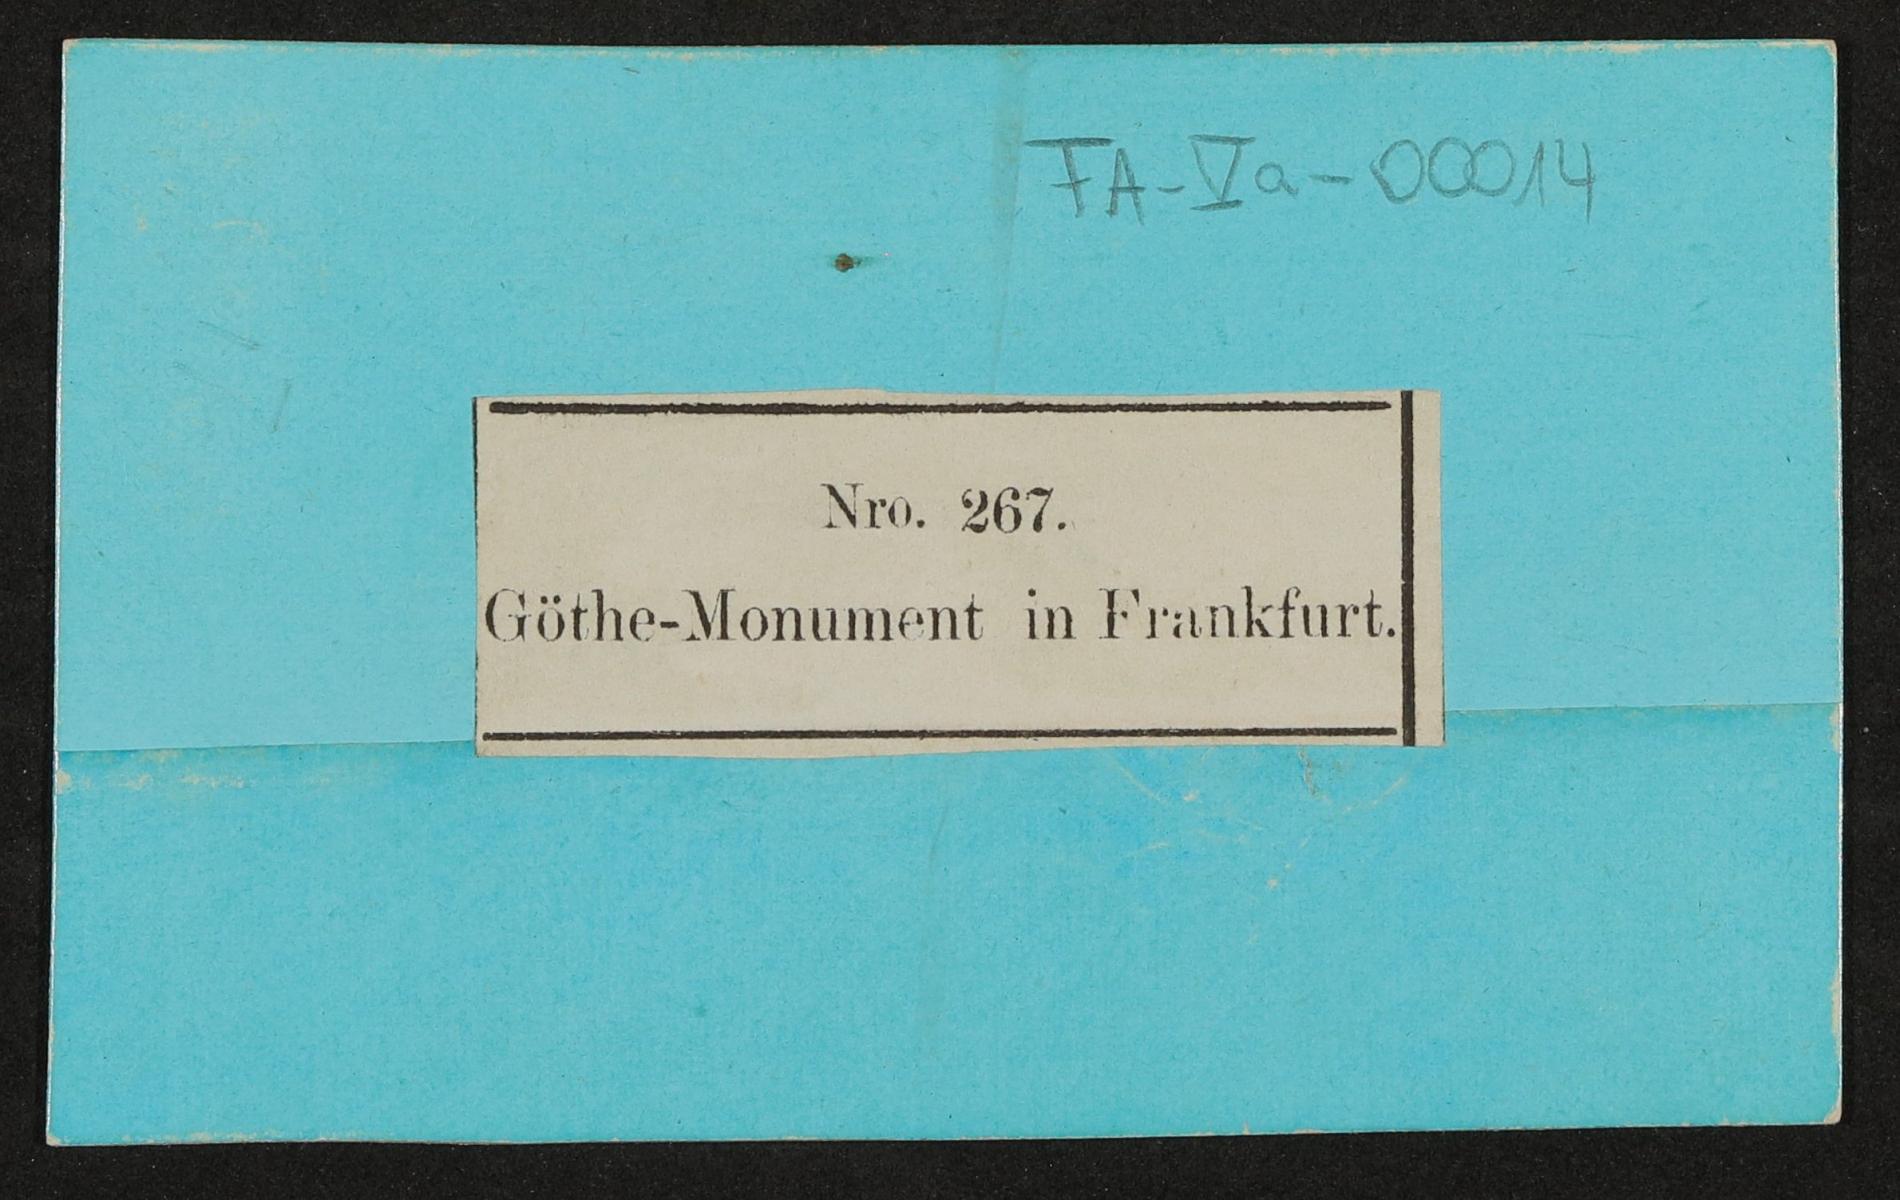 FA-Va-00014
Nro. 267.
Göthe-Monument in Frankfurt.